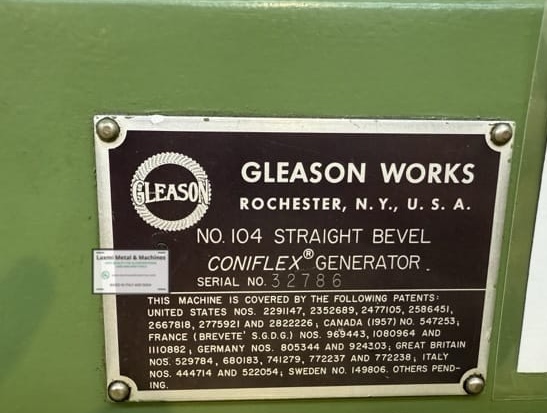 GLEASON
GLEASON WORKS
ROCHESTER, N.Y., U.S.A.
NO. 104 STRAIGHT BEVEL
CONIFLEX® GENERATOR
SERIAL NO. 32786
Laxmi Metal & Machines
THIS MACHINE IS COVERED BY THE FOLLOWING PATENTS:
UNITED STATES NOS. 2291147, 2352689, 2477105, 2586451,
2667818, 2775921 AND 2822226; CANADA (1957) NO. 547253;
FRANCE (BREVETE' S.G.D.G.) NOS. 969443, 1080964 AND
1110882; GERMANY NOS. 805344 AND 924303; GREAT BRITAIN
NOS. 529784, 680183, 741279, 772237 AND 772238; ITALY
NOS. 444714 AND 522054; SWEDEN NO. 149806. OTHERS PEND-
ING.